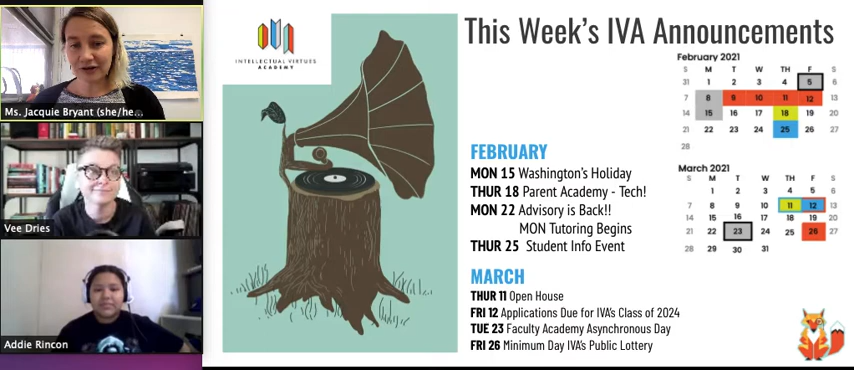 Ms. Jacquie Bryant (she/he...
Vee Dries
Addie Rincon
INTELLECTUAL VIRTUES
ACADEMY
This Week's IVA Announcements
FEBRUARY
MON 15 Washington's Holiday
THUR 18 Parent Academy - Tech!
MON 22 Advisory is Back!!
MON Tutoring Begins
THUR 25 Student Info Event
MARCH
THUR 11 Open House
FRI 12 Applications Due for IVA's Class of 2024
TUE 23 Faculty Academy Asynchronous Day
FRI 26 Minimum Day IVA's Public Lottery
February 2021
S M T W TH F S
31 1 2 3 4 5 6
7 8 9 10 11 12 13
14 15 16 17 18 19 20
21 22 23 24 25 26 27
28
March 2021
S M T W TH F S
1 2 3 4 5 6
7 8 9 10 11 12 13
14 15 16 17 18 19 20
21 22 23 24 25 26 27
28 29 30 31